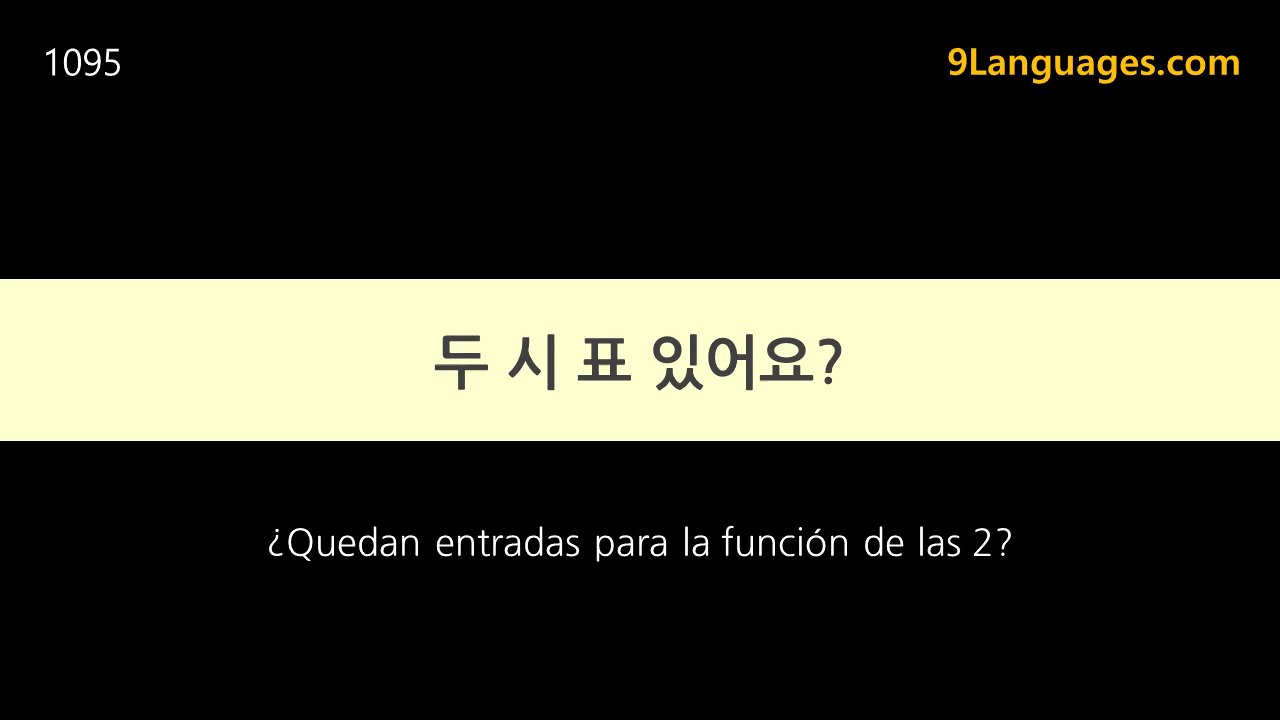 1095
9Languages.com
두 시 표 있어요?
¿Quedan entradas para la función de las 2?